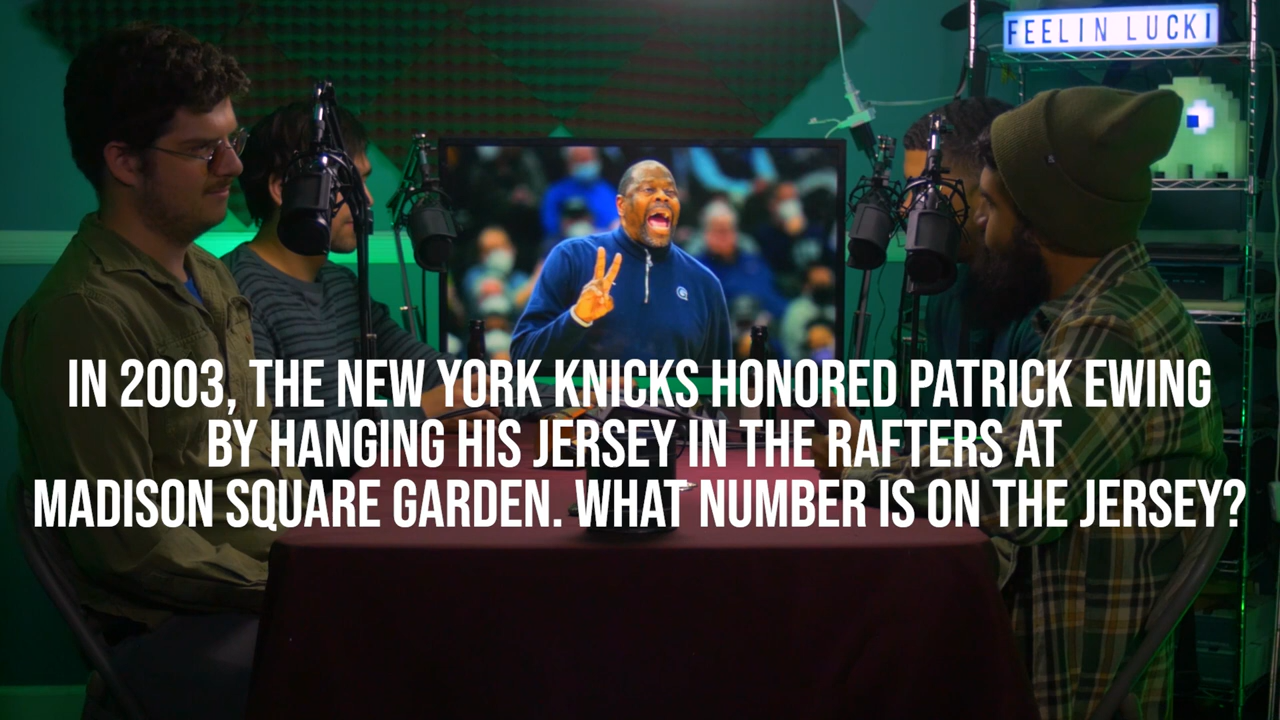 FEELIN LUCKI
IN 2003, THE NEW YORK KNICKS HONORED PATRICK EWING
BY HANGING HIS JERSEY IN THE RAFTERS AT
MADISON SQUARE GARDEN. WHAT NUMBER IS ON THE JERSEY?